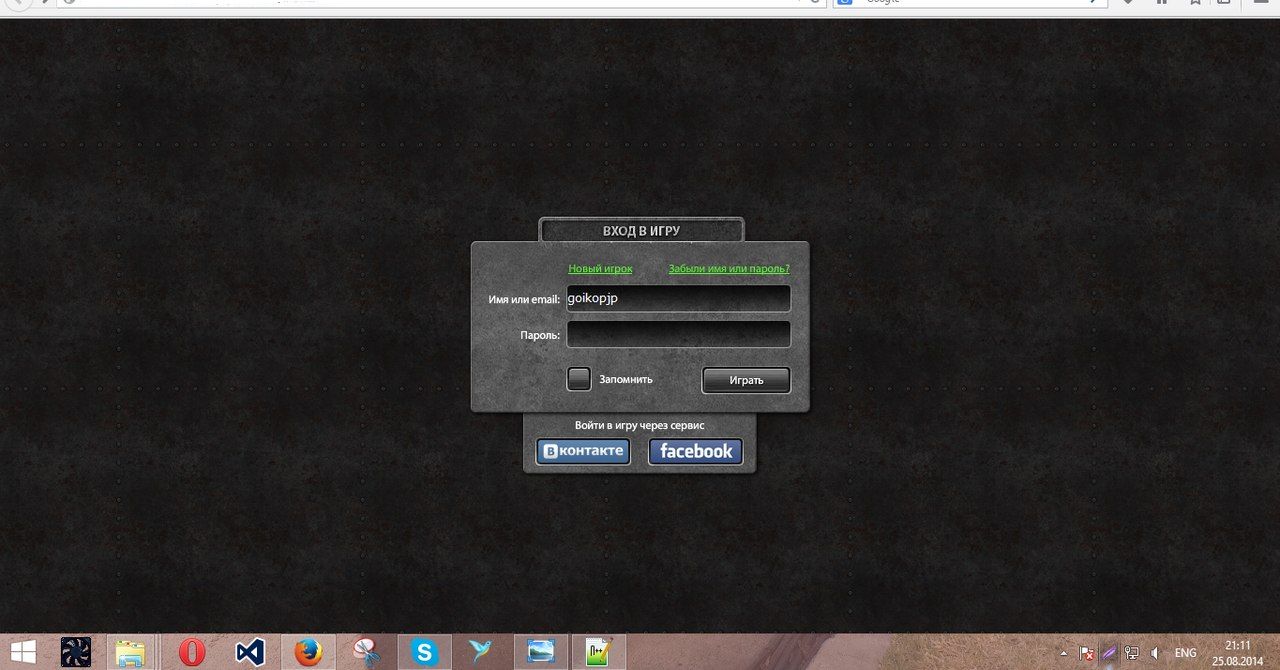 ВХОД В ИГРУ
Новый игрок Забыли имя или пароль?
Имя или email: goikopjp
Пароль:
Запомнить Играть
Войти в игру через сервис
В контакте facebook
ENG 21:11
25.08.2014